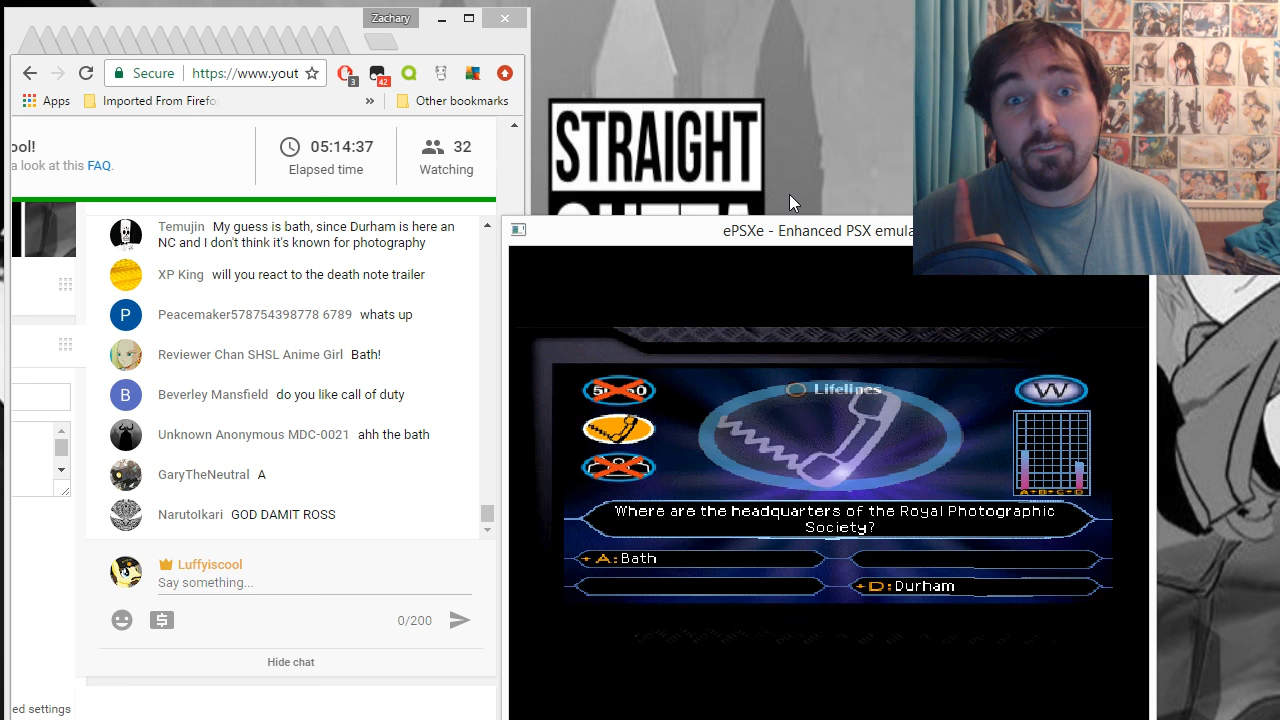 Zachary
Secure
https://www.yout
3
42
Apps
Imported From Firefo
»
Other bookmarks
ool!
a look at this FAQ.
05:14:37
Elapsed time
32
Watching
Temujin My guess is bath, since Durham is here an
NC and I don't think it's known for photography
XP King will you react to the death note trailer
P
Peacemaker578754398778 6789 whats up
Reviewer Chan SHSL Anime Girl Bath!
B
Beverley Mansfield do you like call of duty
Unknown Anonymous MDC-0021 ahh the bath
GaryTheNeutral A
NarutoIkari GOD DAMIT ROSS
Luffyiscool
Say something...
0/200
Hide chat
ed settings
STRAIGHT
ePSXe - Enhanced PSX emula
Lifelines
W
A B C D
Where are the headquarters of the Royal Photographic
Society?
A: Bath
D: Durham